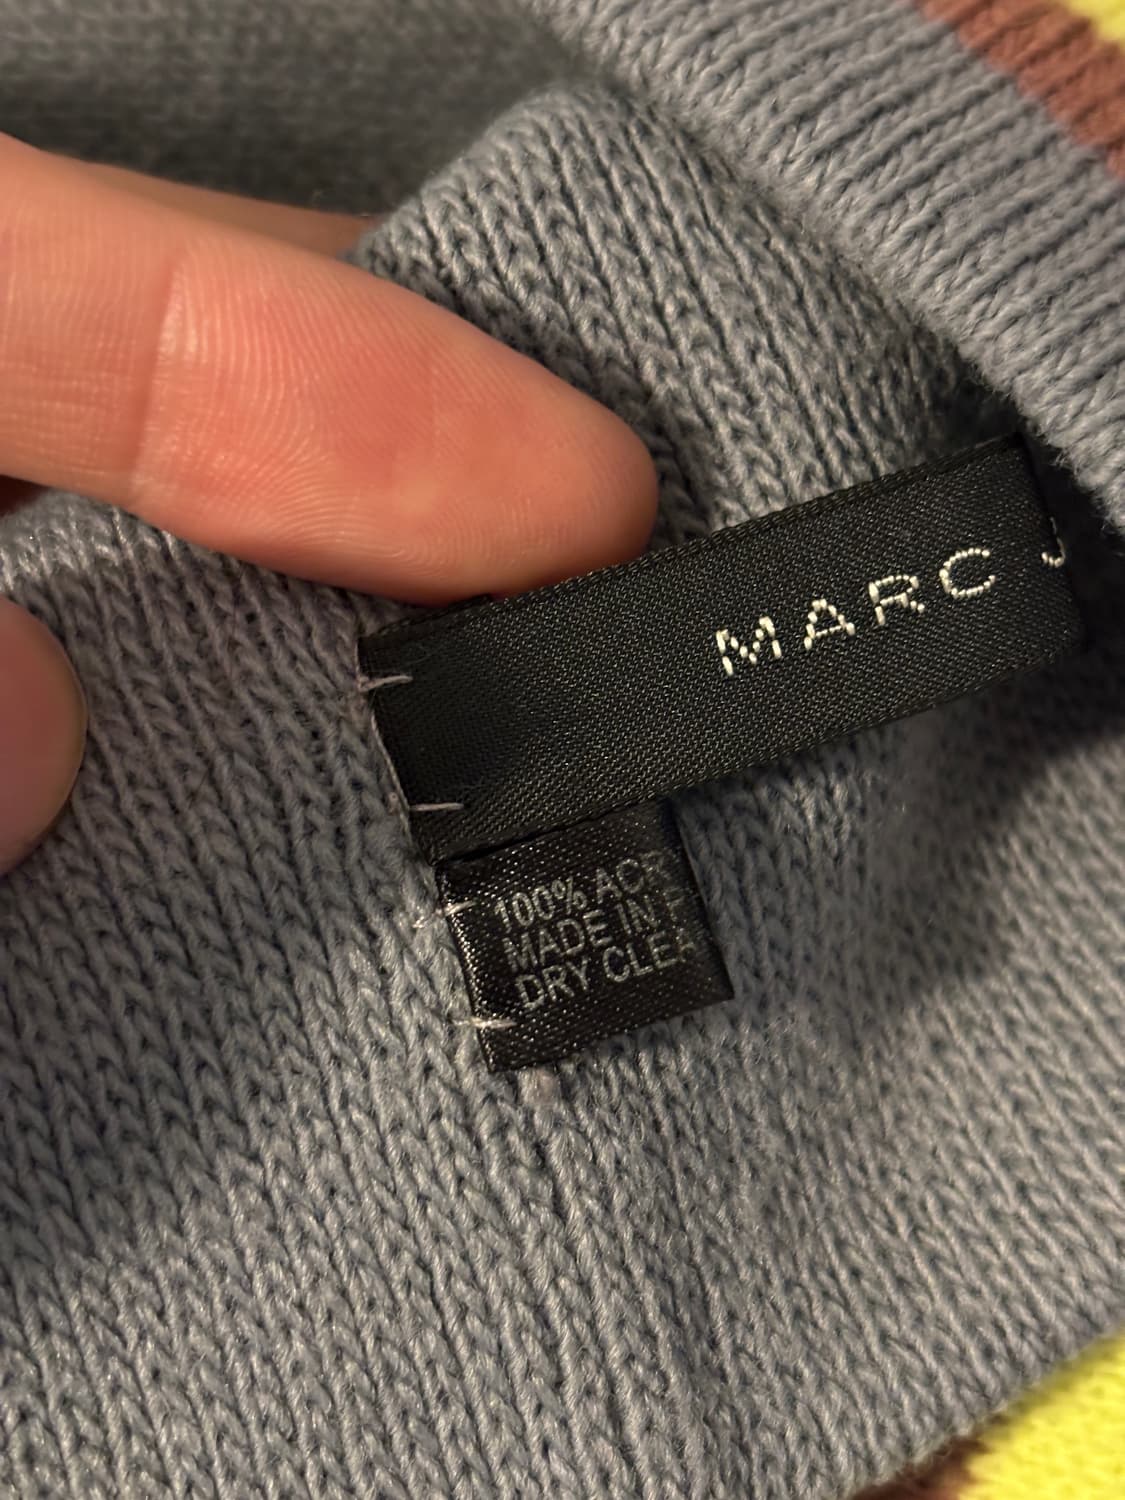 MARC J
100% ACR
MADE IN
DRY CLEA